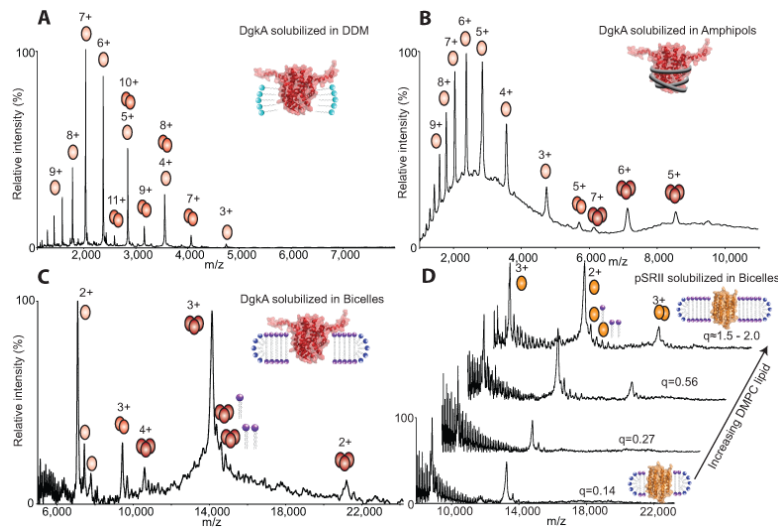 A
DgkA solubilized in DDM
Relative intensity (%)
100
0
9+
8+
7+
6+
10+
5+
11+
9+
8+
4+
7+
3+
2,000
4,000
5,000
6,000
7,000
m/z
B
DgkA solubilized in Amphipols
Relative intensity (%)
100
0
9+
8+
7+
6+
5+
4+
3+
5+
7+
6+
5+
2,000
4,000
6,000
8,000
10,000
m/z
C
DgkA solubilized in Bicelles
Relative intensity (%)
100
0
2+
3+
4+
3+
2+
6,000
10,000
14,000
18,000
22,000
m/z
D
pSRII solubilized in Bicelles
3+
2+
3+
q≈1.5 - 2.0
q=0.56
q=0.27
q=0.14
Increasing DMPC lipid
100
0
10,000
14,000
18,000
22,000
m/z